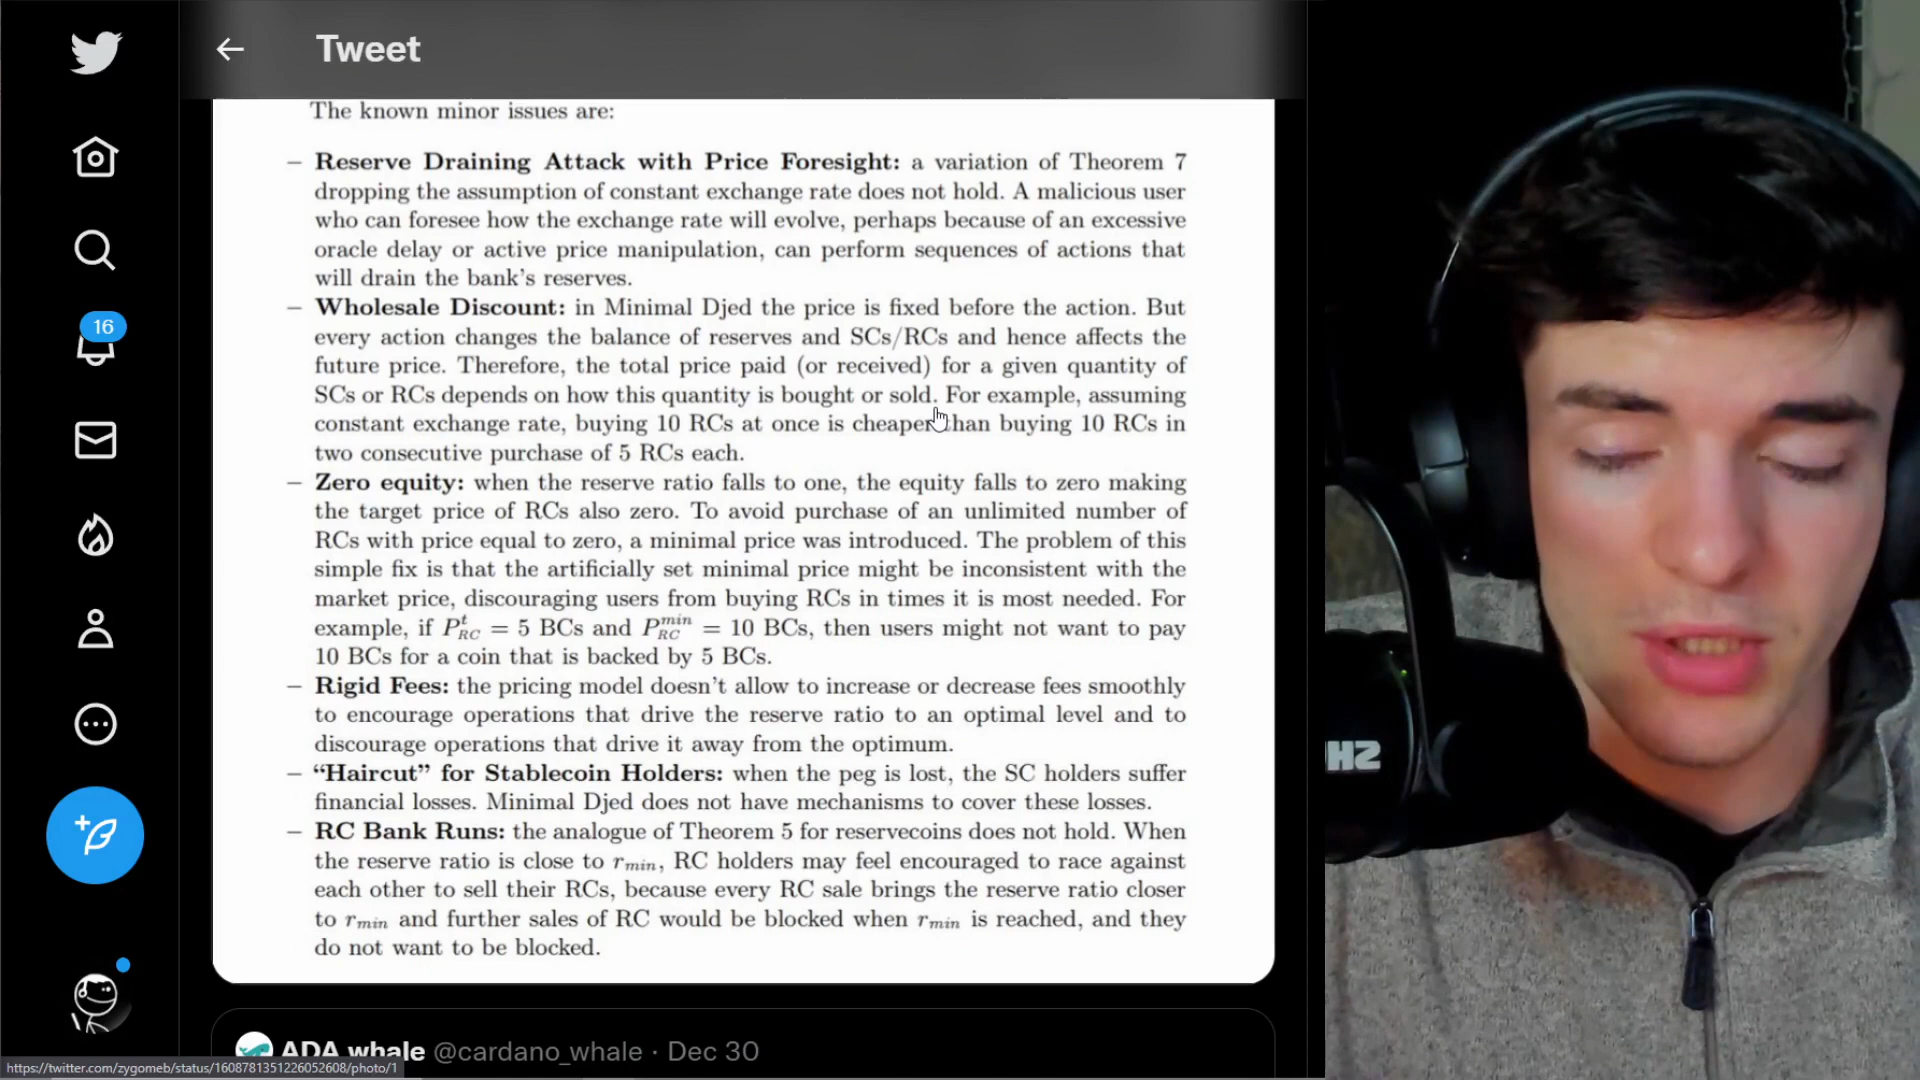 Tweet
The known minor issues are:
– Reserve Draining Attack with Price Foresight: a variation of Theorem 7
dropping the assumption of constant exchange rate does not hold. A malicious user
who can foresee how the exchange rate will evolve, perhaps because of an excessive
oracle delay or active price manipulation, can perform sequences of actions that
will drain the bank's reserves.
16
– Wholesale Discount: in Minimal Djed the price is fixed before the action. But
every action changes the balance of reserves and SCs/RCs and hence affects the
future price. Therefore, the total price paid (or received) for a given quantity of
SCs or RCs depends on how this quantity is bought or sold. For example, assuming
constant exchange rate, buying 10 RCs at once is cheaper than buying 10 RCs in
two consecutive purchase of 5 RCs each.
– Zero equity: when the reserve ratio falls to one, the equity falls to zero making
the target price of RCs also zero. To avoid purchase of an unlimited number of
RCs with price equal to zero, a minimal price was introduced. The problem of this
simple fix is that the artificially set minimal price might be inconsistent with the
market price, discouraging users from buying RCs in times it is most needed. For
example, if P^t_RC = 5 BCs and P^min_RC = 10 BCs, then users might not want to pay
10 BCs for a coin that is backed by 5 BCs.
– Rigid Fees: the pricing model doesn't allow to increase or decrease fees smoothly
to encourage operations that drive the reserve ratio to an optimal level and to
discourage operations that drive it away from the optimum.
– “Haircut” for Stablecoin Holders: when the peg is lost, the SC holders suffer
financial losses. Minimal Djed does not have mechanisms to cover these losses.
– RC Bank Runs: the analogue of Theorem 5 for reservecoins does not hold. When
the reserve ratio is close to r_min, RC holders may feel encouraged to race against
each other to sell their RCs, because every RC sale brings the reserve ratio closer
to r_min and further sales of RC would be blocked when r_min is reached, and they
do not want to be blocked.
ADA whale @cardano_whale · Dec 30
https://twitter.com/zygomeb/status/1608781351226052608/photo/1